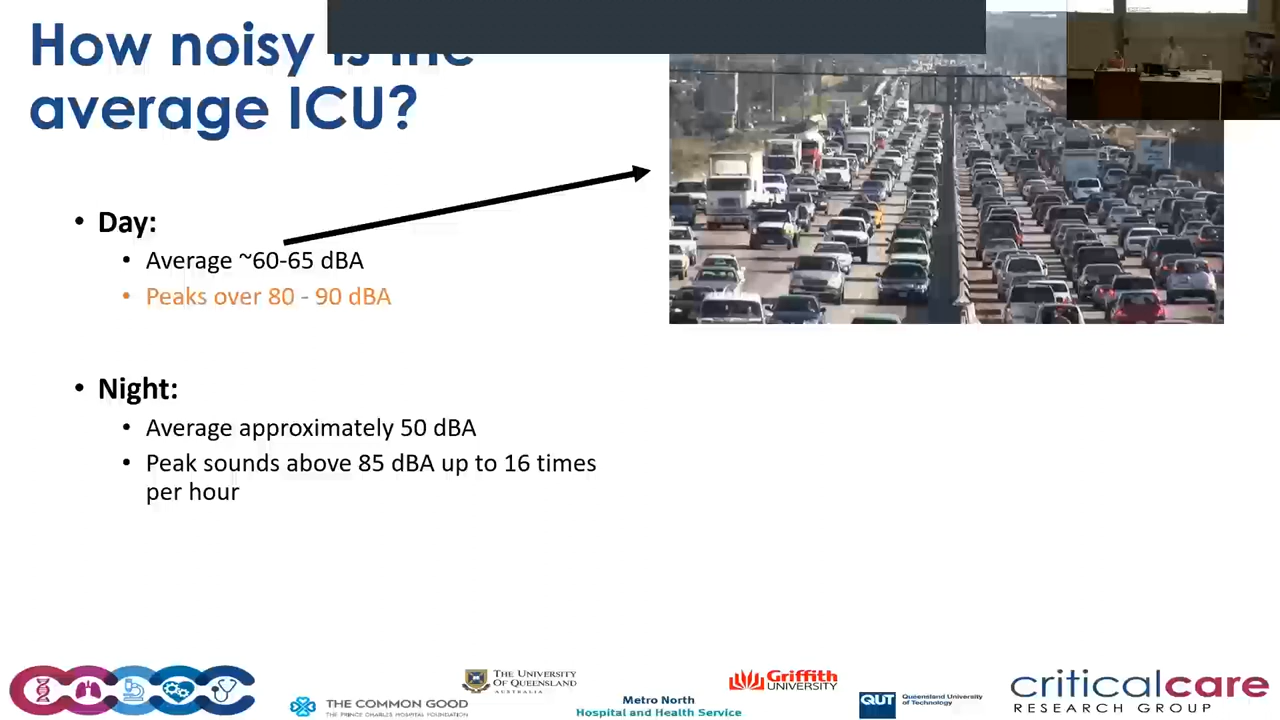 How noisy is the
average ICU?
• Day:
• Average ~60-65 dBA
• Peaks over 80 - 90 dBA
• Night:
• Average approximately 50 dBA
• Peak sounds above 85 dBA up to 16 times
per hour
THE COMMON GOOD
THE PRINCE CHARLES HOSPITAL FOUNDATION
THE UNIVERSITY
OF QUEENSLAND
AUSTRALIA
Metro North
Hospital and Health Service
Griffith
UNIVERSITY
QUT
Queensland University
of Technology
criticalcare
RESEARCH GROUP